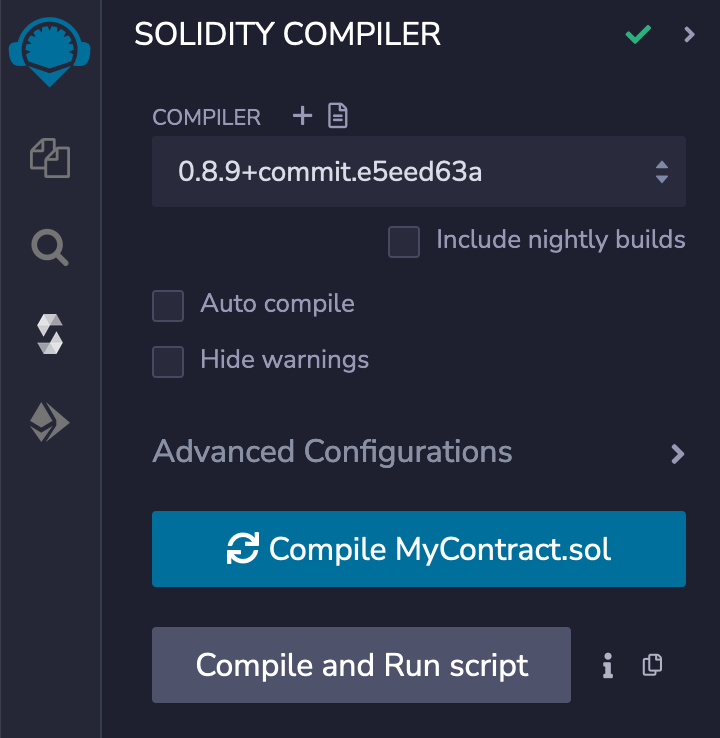 SOLIDITY COMPILER
COMPILER
0.8.9+commit.e5eed63a
Include nightly builds
Auto compile
Hide warnings
Advanced Configurations
Compile MyContract.sol
Compile and Run script